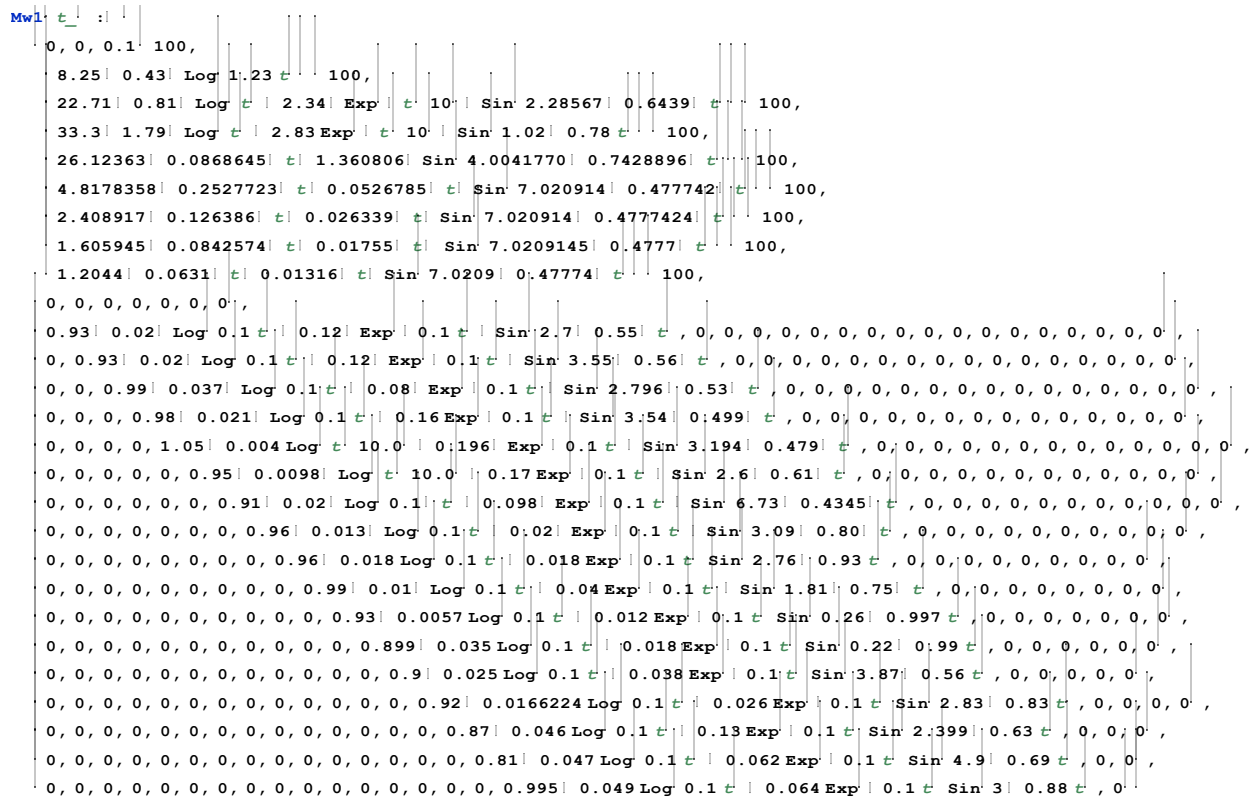 Mw1 t_ :
0, 0, 0.1 100,
8.25 0.43 Log 1.23 t 100,
22.71 0.81 Log t 2.34 Exp t 10 Sin 2.28567 0.6439 t 100,
33.3 1.79 Log t 2.83 Exp t 10 Sin 1.02 0.78 t 100,
26.12363 0.0868645 t 1.360806 Sin 4.0041770 0.7428896 t 100,
4.8178358 0.2527723 t 0.0526785 t Sin 7.020914 0.477742 t 100,
2.408917 0.126386 t 0.026339 t Sin 7.020914 0.4777424 t 100,
1.605945 0.0842574 t 0.01755 t Sin 7.0209145 0.4777 t 100,
1.2044 0.0631 t 0.01316 t Sin 7.0209 0.47774 t 100,
0, 0, 0, 0, 0, 0, 0, 0 ,
0.93 0.02 Log 0.1 t 0.12 Exp 0.1 t Sin 2.7 0.55 t , 0, 0, 0, 0, 0, 0, 0, 0, 0, 0, 0, 0, 0, 0, 0, 0 ,
0, 0.93 0.02 Log 0.1 t 0.12 Exp 0.1 t Sin 3.55 0.56 t , 0, 0, 0, 0, 0, 0, 0, 0, 0, 0, 0, 0, 0, 0, 0 ,
0, 0, 0.99 0.037 Log 0.1 t 0.08 Exp 0.1 t Sin 2.796 0.53 t , 0, 0, 0, 0, 0, 0, 0, 0, 0, 0, 0, 0, 0, 0 ,
0, 0, 0, 0.98 0.021 Log 0.1 t 0.16 Exp 0.1 t Sin 3.54 0.499 t , 0, 0, 0, 0, 0, 0, 0, 0, 0, 0, 0, 0, 0 ,
0, 0, 0, 0, 1.05 0.004 Log t 10.0 0.196 Exp 0.1 t Sin 3.194 0.479 t , 0, 0, 0, 0, 0, 0, 0, 0, 0, 0, 0, 0 ,
0, 0, 0, 0, 0, 0.95 0.0098 Log t 10.0 0.17 Exp 0.1 t Sin 2.6 0.61 t , 0, 0, 0, 0, 0, 0, 0, 0, 0, 0, 0 ,
0, 0, 0, 0, 0, 0, 0.91 0.02 Log 0.1 t 0.098 Exp 0.1 t Sin 6.73 0.4345 t , 0, 0, 0, 0, 0, 0, 0, 0, 0, 0 ,
0, 0, 0, 0, 0, 0, 0, 0.96 0.013 Log 0.1 t 0.02 Exp 0.1 t Sin 3.09 0.80 t , 0, 0, 0, 0, 0, 0, 0, 0, 0 ,
0, 0, 0, 0, 0, 0, 0, 0, 0.96 0.018 Log 0.1 t 0.018 Exp 0.1 t Sin 2.76 0.93 t , 0, 0, 0, 0, 0, 0, 0, 0 ,
0, 0, 0, 0, 0, 0, 0, 0, 0, 0.99 0.01 Log 0.1 t 0.04 Exp 0.1 t Sin 1.81 0.75 t , 0, 0, 0, 0, 0, 0, 0 ,
0, 0, 0, 0, 0, 0, 0, 0, 0, 0, 0.93 0.0057 Log 0.1 t 0.012 Exp 0.1 t Sin 0.26 0.997 t , 0, 0, 0, 0, 0, 0 ,
0, 0, 0, 0, 0, 0, 0, 0, 0, 0, 0, 0.899 0.035 Log 0.1 t 0.018 Exp 0.1 t Sin 0.22 0.99 t , 0, 0, 0, 0, 0 ,
0, 0, 0, 0, 0, 0, 0, 0, 0, 0, 0, 0, 0.9 0.025 Log 0.1 t 0.038 Exp 0.1 t Sin 3.87 0.56 t , 0, 0, 0, 0 ,
0, 0, 0, 0, 0, 0, 0, 0, 0, 0, 0, 0, 0, 0.92 0.0166224 Log 0.1 t 0.026 Exp 0.1 t Sin 2.83 0.83 t , 0, 0, 0 ,
0, 0, 0, 0, 0, 0, 0, 0, 0, 0, 0, 0, 0, 0, 0.87 0.046 Log 0.1 t 0.13 Exp 0.1 t Sin 2.399 0.63 t , 0, 0, 0 ,
0, 0, 0, 0, 0, 0, 0, 0, 0, 0, 0, 0, 0, 0, 0, 0.81 0.047 Log 0.1 t 0.062 Exp 0.1 t Sin 4.9 0.69 t , 0, 0 ,
0, 0, 0, 0, 0, 0, 0, 0, 0, 0, 0, 0, 0, 0, 0, 0, 0.995 0.049 Log 0.1 t 0.064 Exp 0.1 t Sin 3 0.88 t , 0